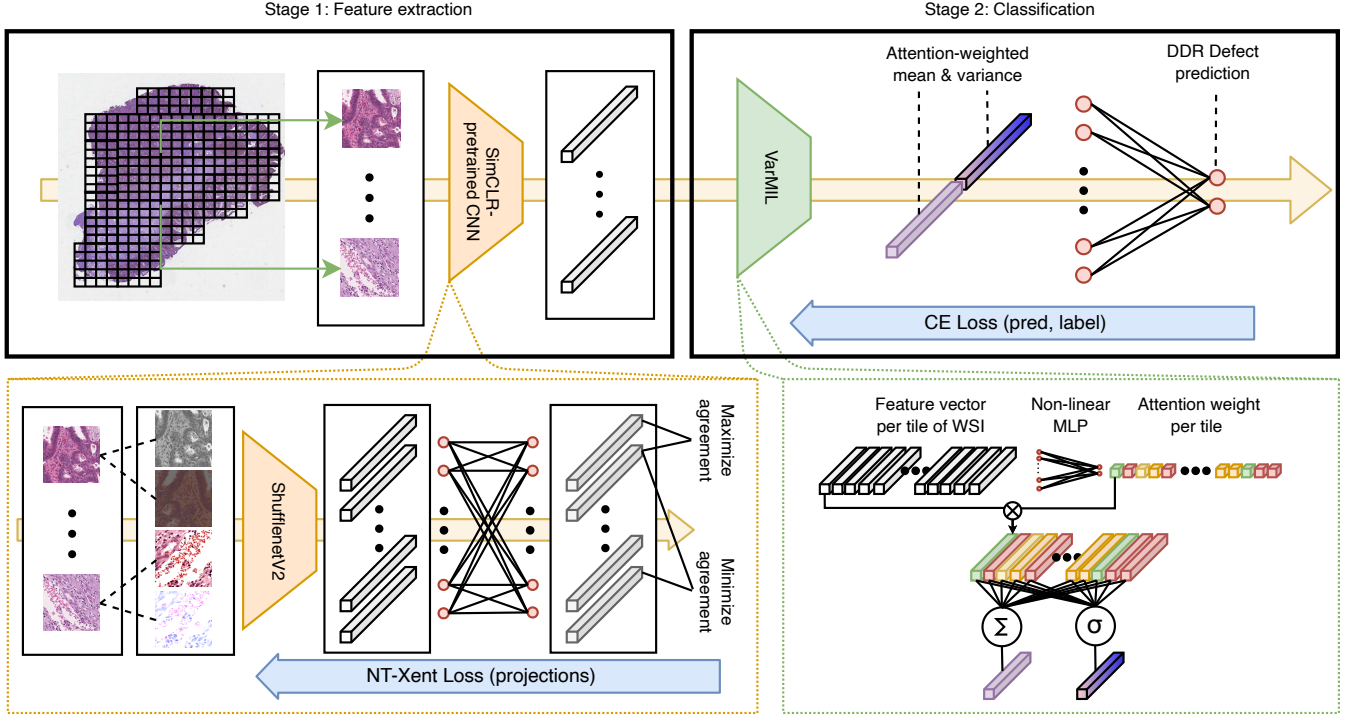 Stage 1: Feature extraction
Stage 2: Classification
SimCLR-
pretrained CNN
VarMIL
Attention-weighted
mean & variance
DDR Defect
prediction
CE Loss (pred, label)
ShufflenetV2
Maximize
agreement
Minimize
agreement
NT-Xent Loss (projections)
Feature vector
per tile of WSI
Non-linear
MLP
Attention weight
per tile
Σ
σ